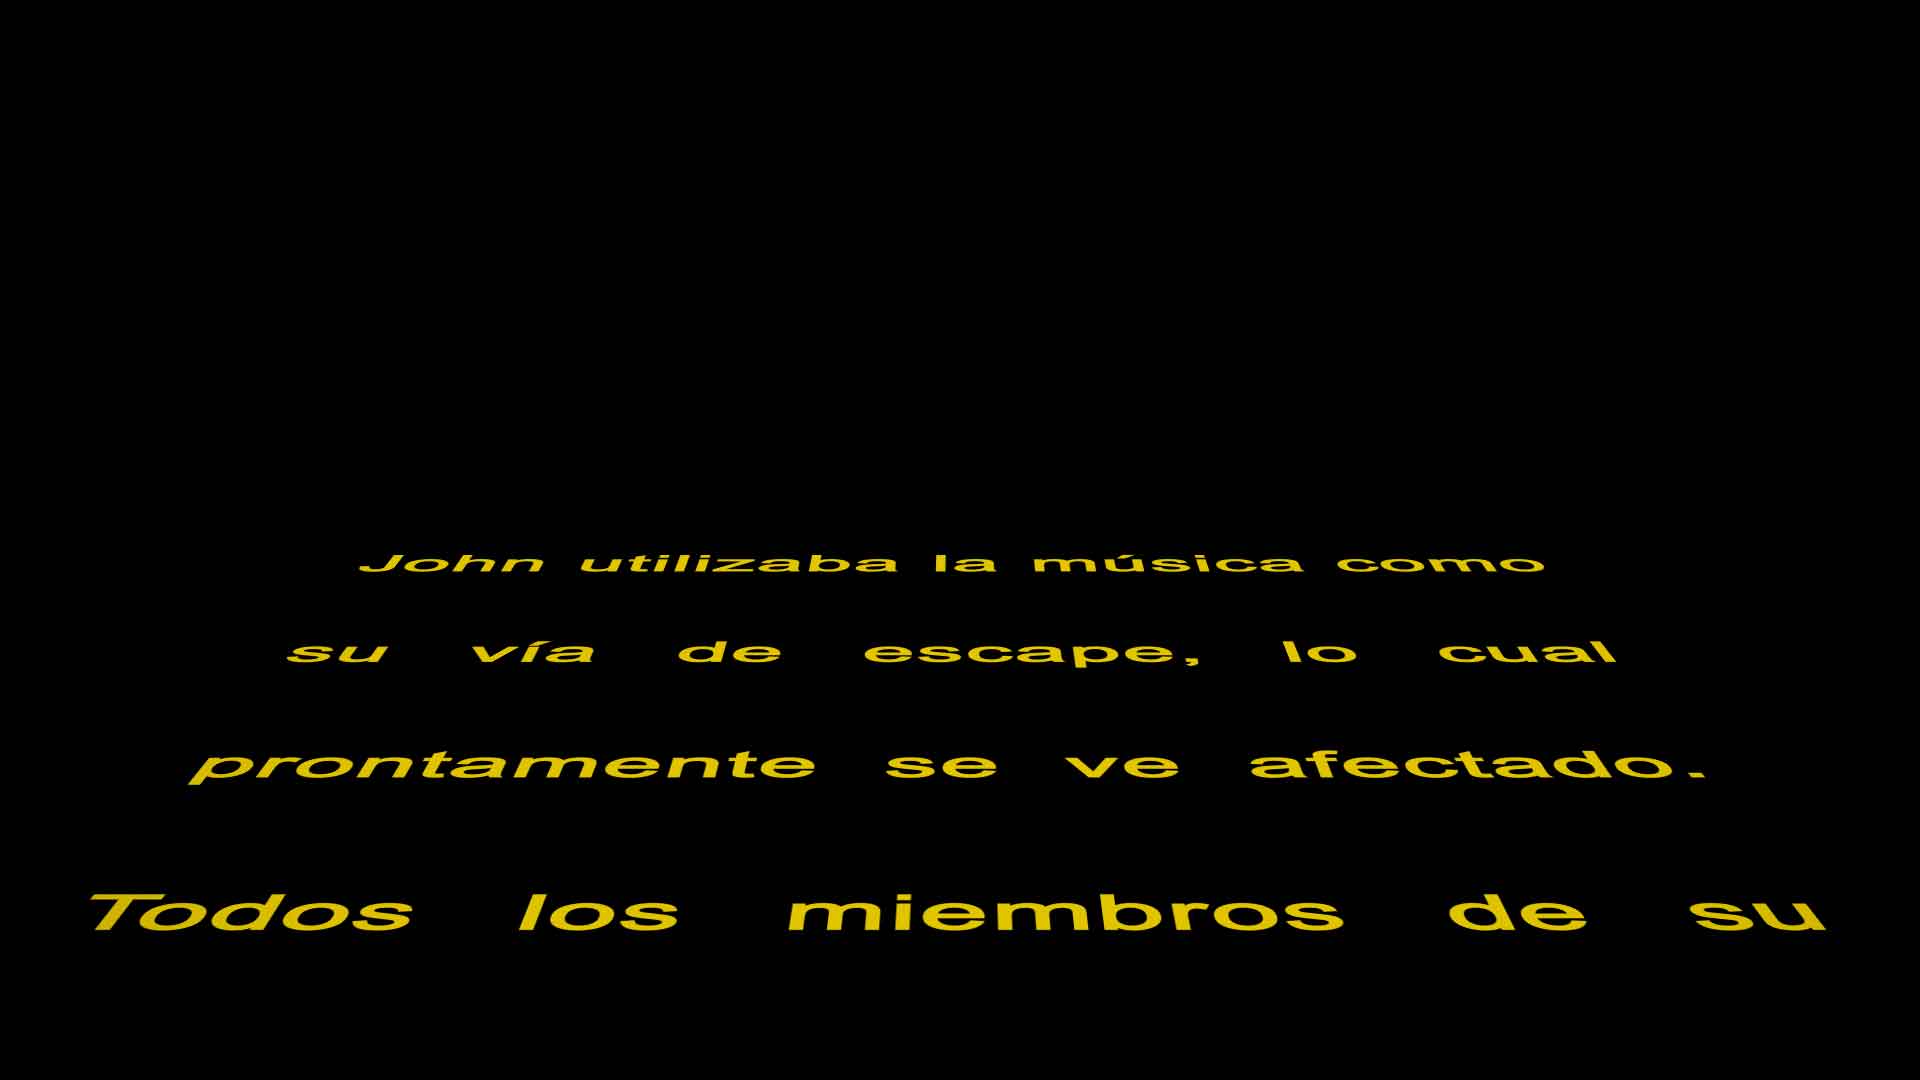 John utilizaba la música como
su vía de escape, lo cual
prontamente se ve afectado.
Todos los miembros de su